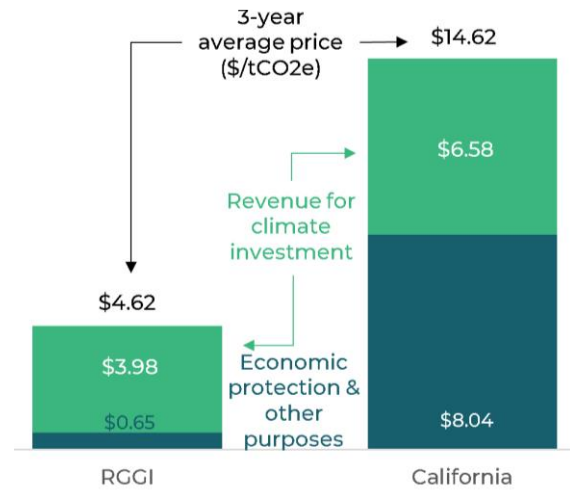 3-year
average price
($/tCO2e)
$14.62
$6.58
Revenue for
climate
investment
$4.62
$3.98
Economic
protection &
other
purposes
$0.65
$8.04
RGGI
California